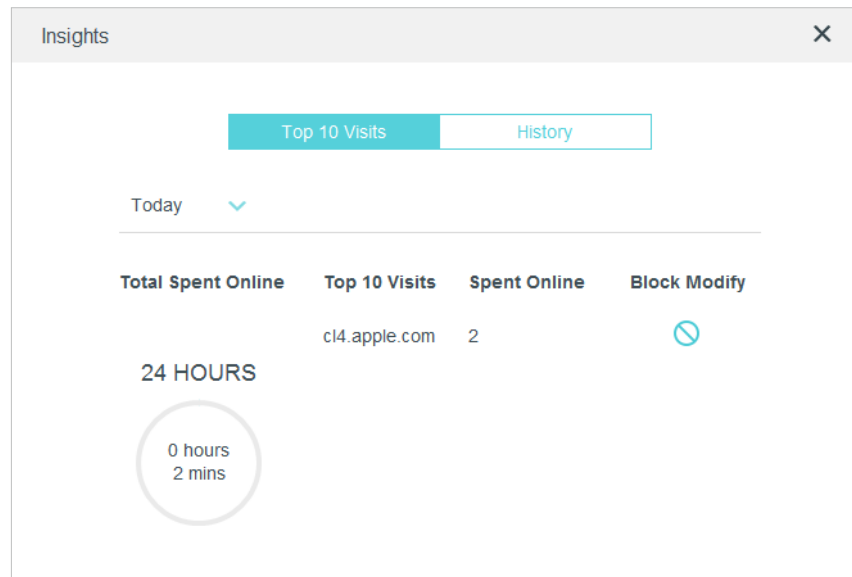 Insights
Top 10 Visits History
Today
Total Spent Online Top 10 Visits Spent Online Block Modify
cl4.apple.com 2
24 HOURS
0 hours
2 mins